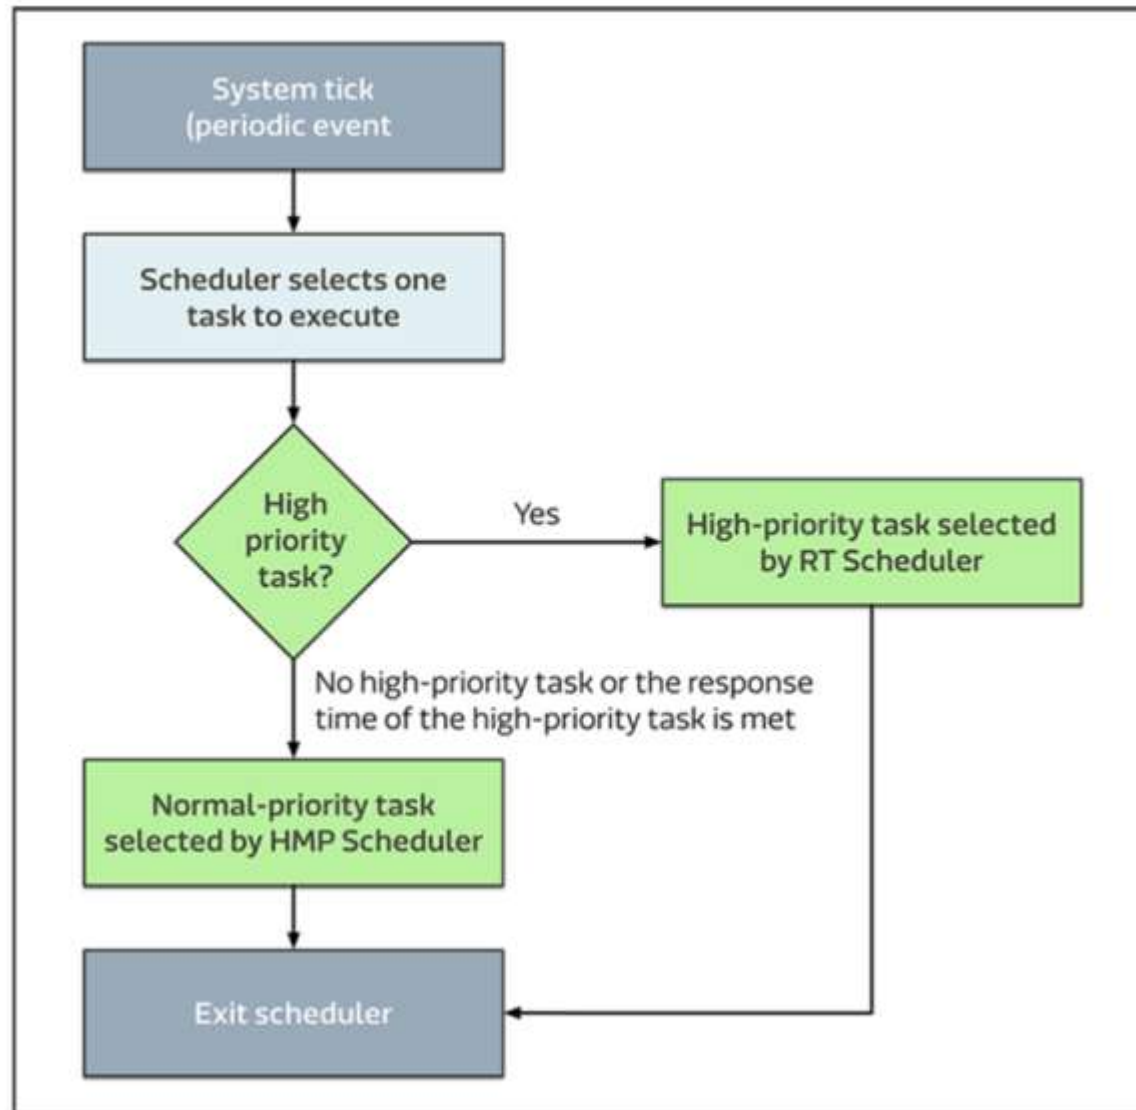 System tick
(periodic event
Scheduler selects one
task to execute
High
priority
task?
Yes
High-priority task selected
by RT Scheduler
No high-priority task or the response
time of the high-priority task is met
Normal-priority task
selected by HMP Scheduler
Exit scheduler